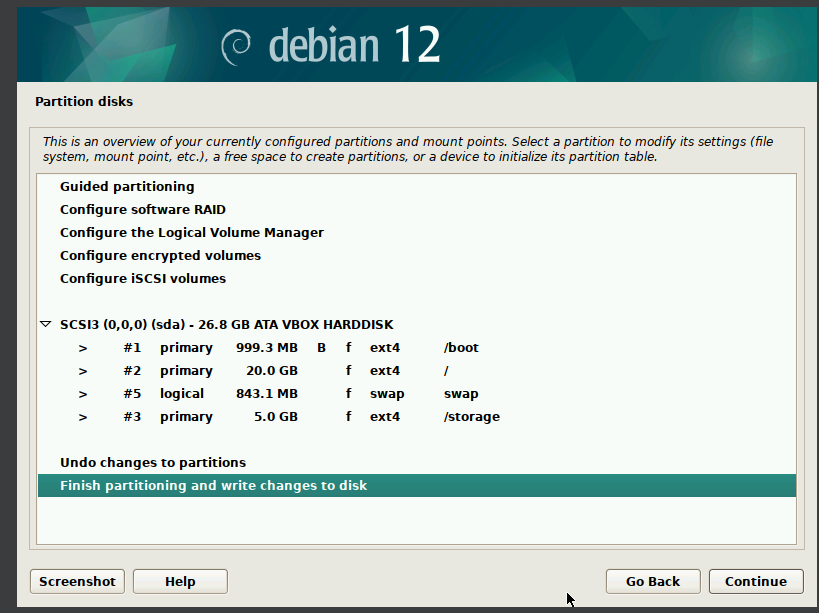 debian 12
Partition disks
This is an overview of your currently configured partitions and mount points. Select a partition to modify its settings (file
system, mount point, etc.), a free space to create partitions, or a device to initialize its partition table.
Guided partitioning
Configure software RAID
Configure the Logical Volume Manager
Configure encrypted volumes
Configure iSCSI volumes
SCSI3 (0,0,0) (sda) - 26.8 GB ATA VBOX HARDDISK
> #1 primary 999.3 MB B f ext4 /boot
> #2 primary 20.0 GB f ext4 /
> #5 logical 843.1 MB f swap swap
> #3 primary 5.0 GB f ext4 /storage
Undo changes to partitions
Finish partitioning and write changes to disk
Screenshot Help Go Back Continue